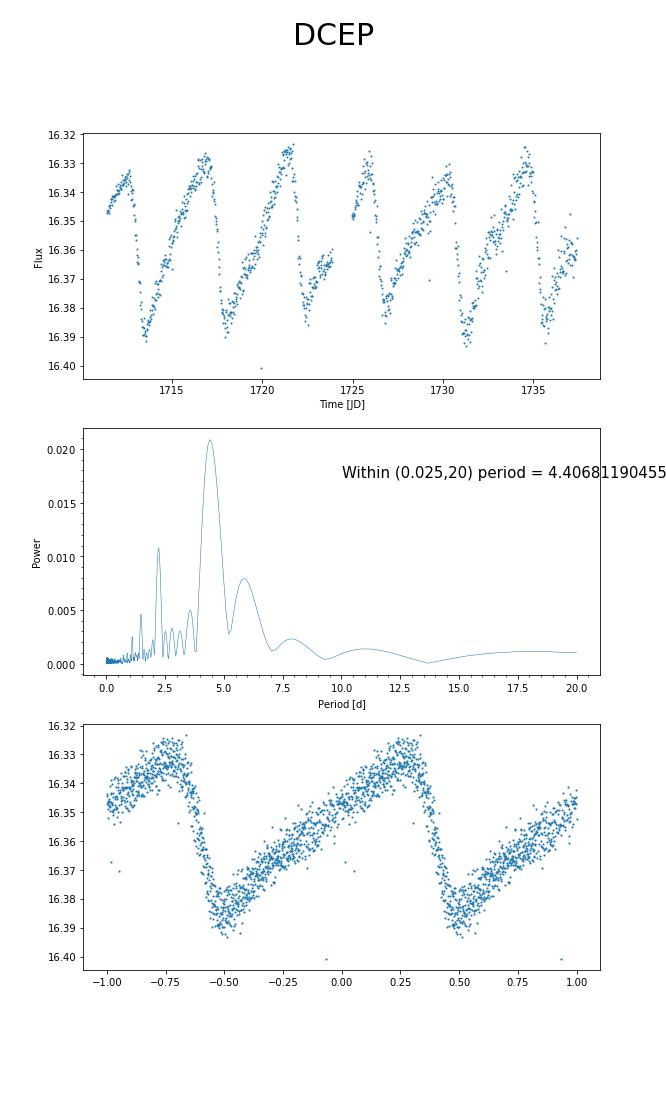 DCEP
16.32
16.33
16.34
16.35
16.36
16.37
16.38
16.39
16.40
Flux
1715 1720 1725 1730 1735
Time [JD]
0.020
0.015
0.010
0.005
0.000
Power
Within (0.025,20) period = 4.40681190455
0.0 2.5 5.0 7.5 10.0 12.5 15.0 17.5 20.0
Period [d]
16.32
16.33
16.34
16.35
16.36
16.37
16.38
16.39
16.40
−1.00 −0.75 −0.50 −0.25 0.00 0.25 0.50 0.75 1.00